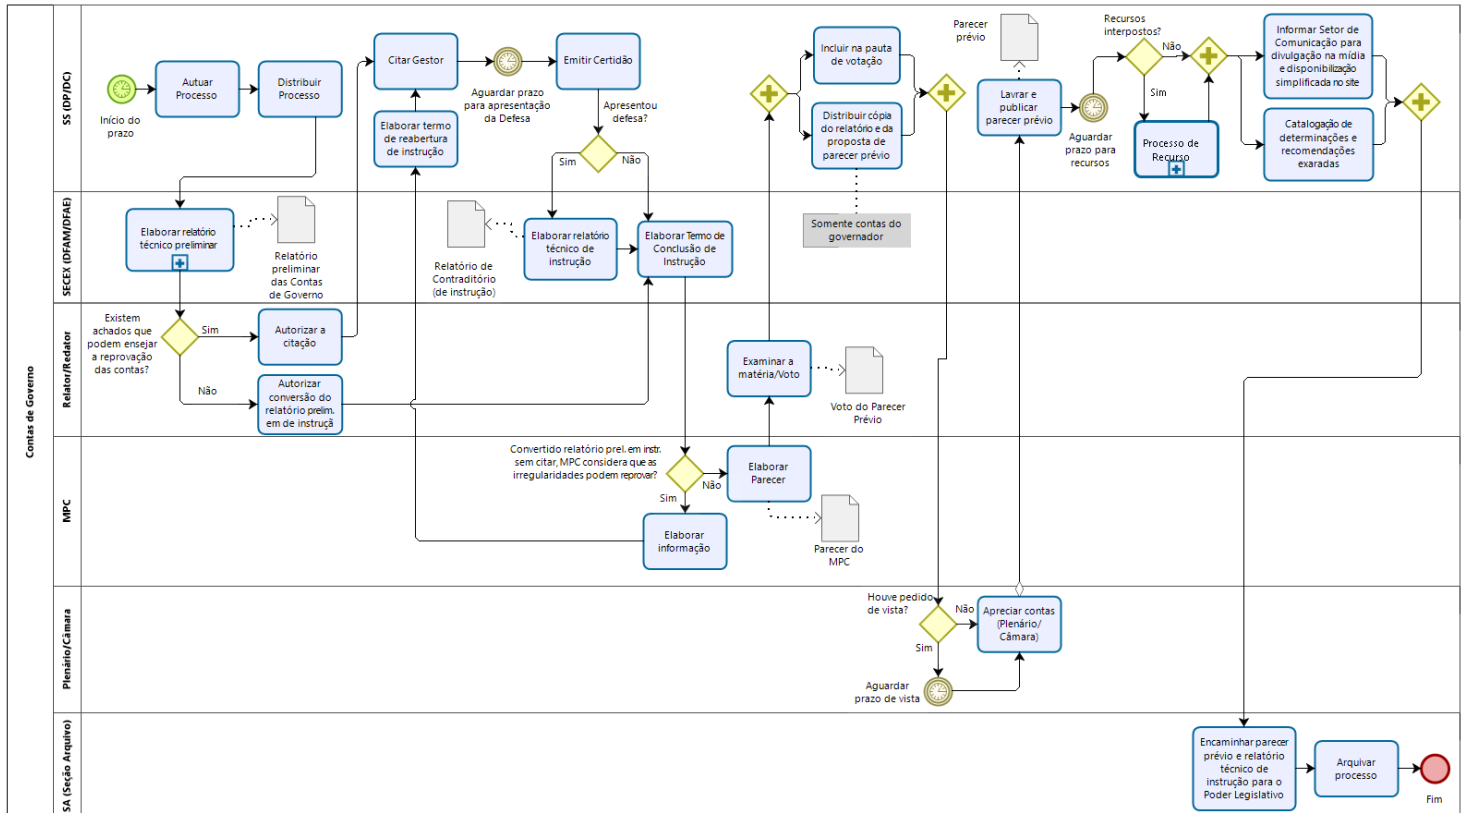 Contas de Governo
SS (DP/DC)
Início do
prazo
Autuar
Processo
Distribuir
Processo
Citar Gestor
Aguardar prazo
para apresentação
da Defesa
Emitir Certidão
Elaborar termo
de reabertura
de instrução
Apresentou
defesa?
Sim
Não
Incluir na pauta
de votação
Distribuir cópia
do relatório e da
proposta de
parecer prévio
Parecer
prévio
Lavrar e
publicar
parecer prévio
Aguardar
prazo para
recursos
Recursos
interpostos?
Não
Sim
Processo de
Recurso
Informar Setor de
Comunicação para
divulgação na mídia
e disponibilização
simplificada no site
Catalogação de
determinações e
recomendações
exaradas
SECEX (DFAM/DFAE)
Elaborar relatório
técnico preliminar
Relatório
preliminar
das Contas
de Governo
Relatório de
Contraditório
(de instrução)
Elaborar relatório
técnico de
instrução
Elaborar Termo de
Conclusão de
Instrução
Somente contas do
governador
Relator/Redator
Existem
achados que
podem ensejar
a reprovação
das contas?
Sim
Não
Autorizar a
citação
Autorizar
conversão do
relatório prelim.
em de instruçã
Examinar a
matéria/Voto
Voto do Parecer
Prévio
MPC
Convertido relatório prel. em instr.
sem citar, MPC considera que as
irregularidades podem reprovar?
Não
Sim
Elaborar
Parecer
Elaborar
informação
Parecer do
MPC
Plenário/Câmara
Houve pedido
de vista?
Não
Sim
Apreciar contas
(Plenário/
Câmara)
Aguardar
prazo de vista
SA (Seção Arquivo)
Encaminhar parecer
prévio e relatório
técnico de
instrução para o
Poder Legislativo
Arquivar
processo
Fim